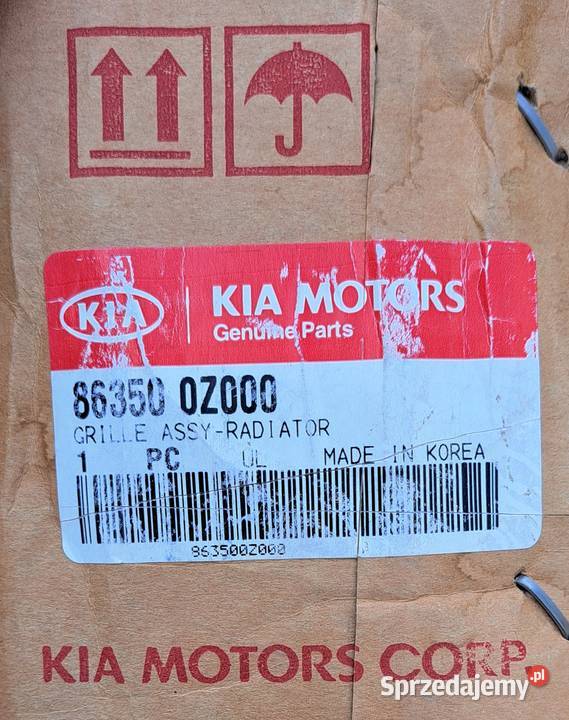 KIA
KIA MOTORS
Genuine Parts
86350 0Z000
GRILLE ASSY-RADIATOR
1 PC UL MADE IN KOREA
863500Z000
KIA MOTORS CORP.
Sprzedajemy.pl